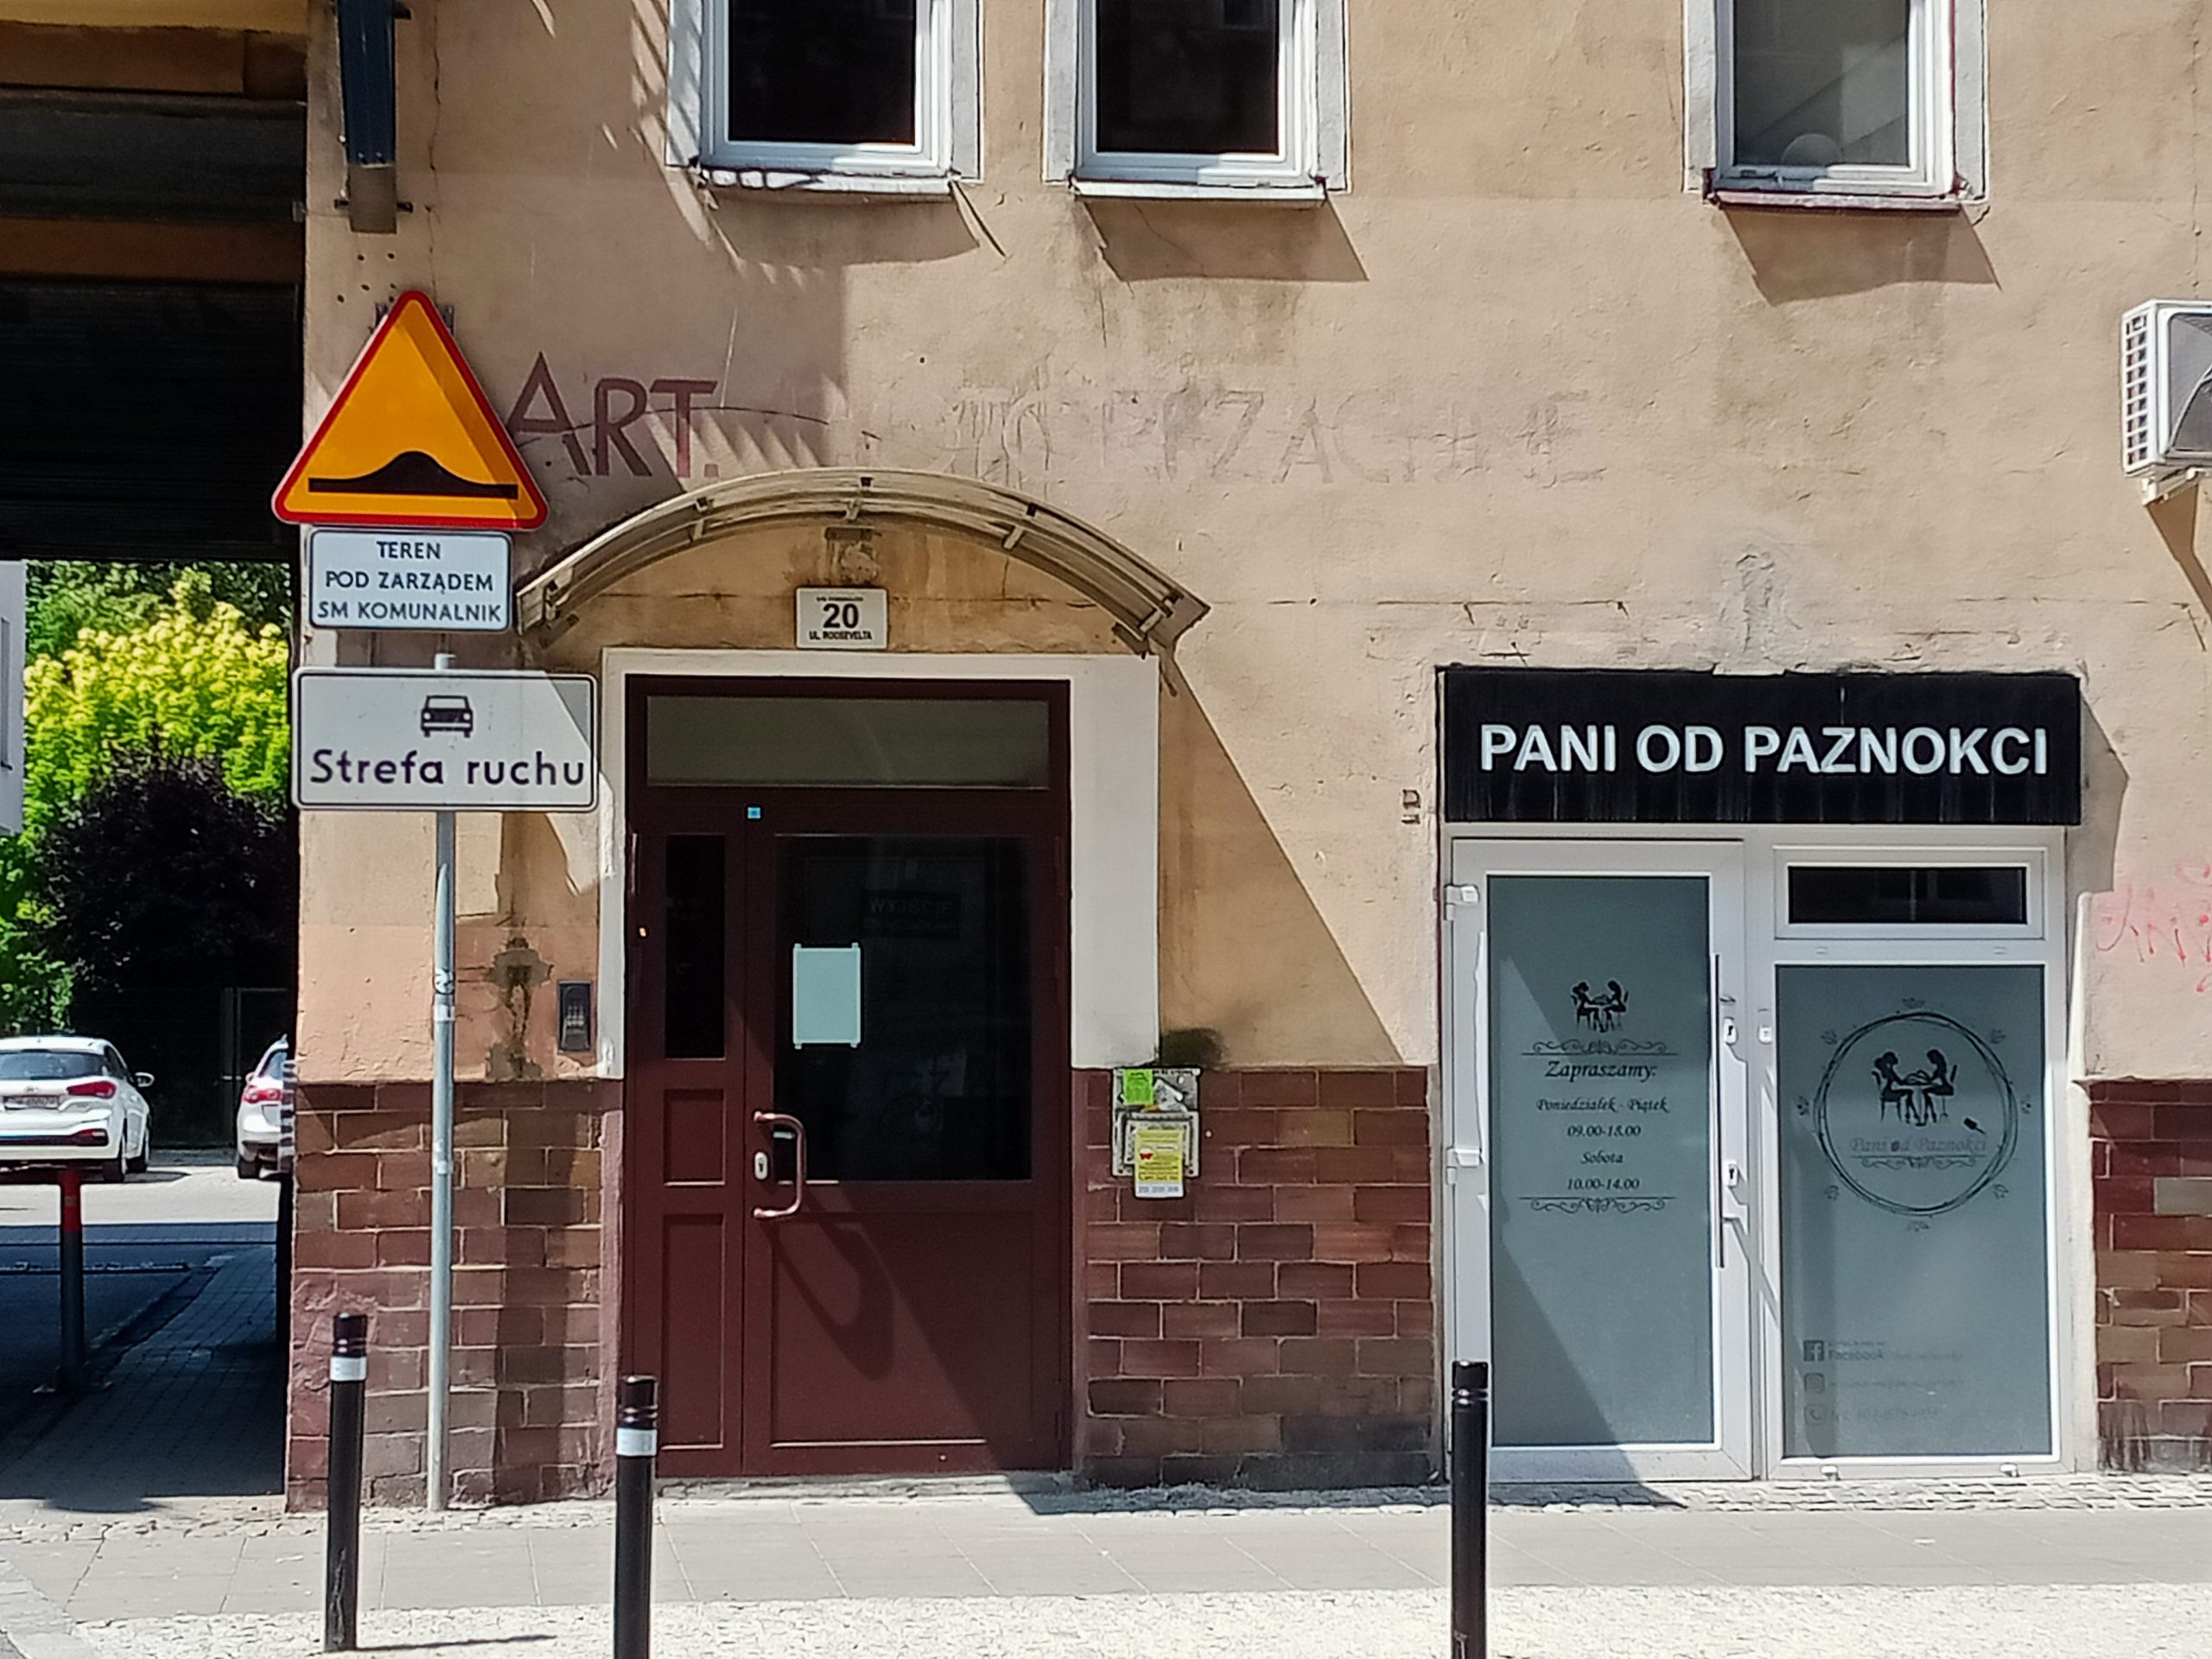 ART.
TEREN
POD ZARZĄDEM
SM KOMUNALNIK
Strefa ruchu
20
UL. ROOSEVELTA
WYJŚCIE
PANI OD PAZNOKCI
Zapraszamy:
Poniedziałek - Piątek
09.00-18.00
Sobota
10.00-14.00
Pani od Paznokci
Facebook